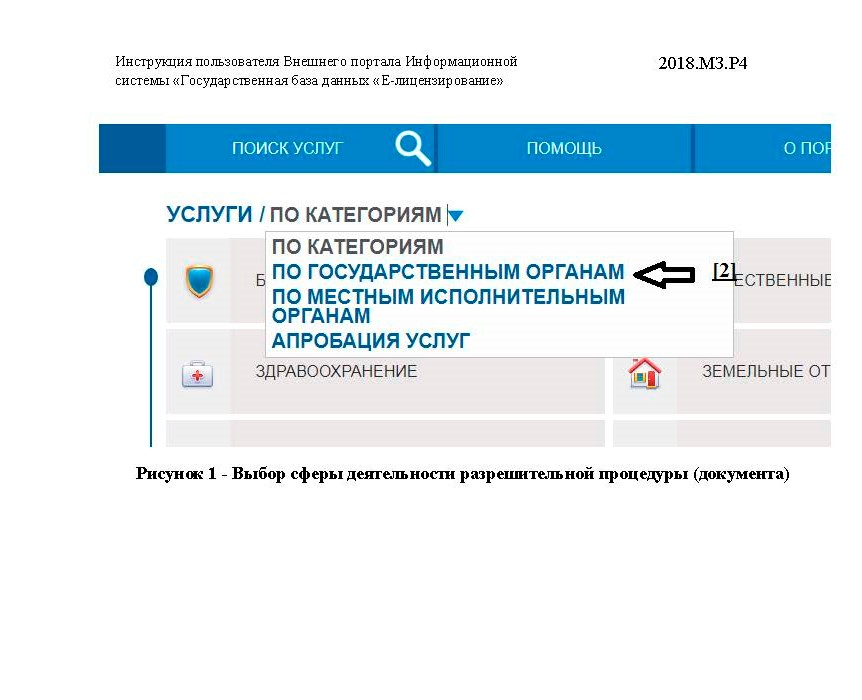 Инструкция пользователя Внешнего портала Информационной
системы «Государственная база данных «Е-лицензирование»
2018.МЗ.Р4
ПОИСК УСЛУГ
ПОМОЩЬ
О ПОР
УСЛУГИ / ПО КАТЕГОРИЯМ
ПО КАТЕГОРИЯМ
ПО ГОСУДАРСТВЕННЫМ ОРГАНАМ
[2]
ПО МЕСТНЫМ ИСПОЛНИТЕЛЬНЫМ
ОРГАНАМ
АПРОБАЦИЯ УСЛУГ
Б
ЕСТВЕННЫЕ
ЗДРАВООХРАНЕНИЕ
ЗЕМЕЛЬНЫЕ ОТ
Рисунок 1 - Выбор сферы деятельности разрешительной процедуры (документа)